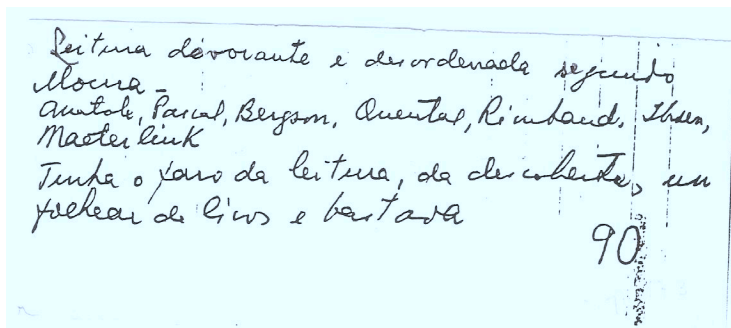 Leitura devorante e desordenada segundo
Moura -
Anatole, Pascal, Bergson, Quental, Rimbaud, Ibsen,
Maeterlink
Tinha o faro da leitura, da descoberta, um
folhear de livros e bastava
90